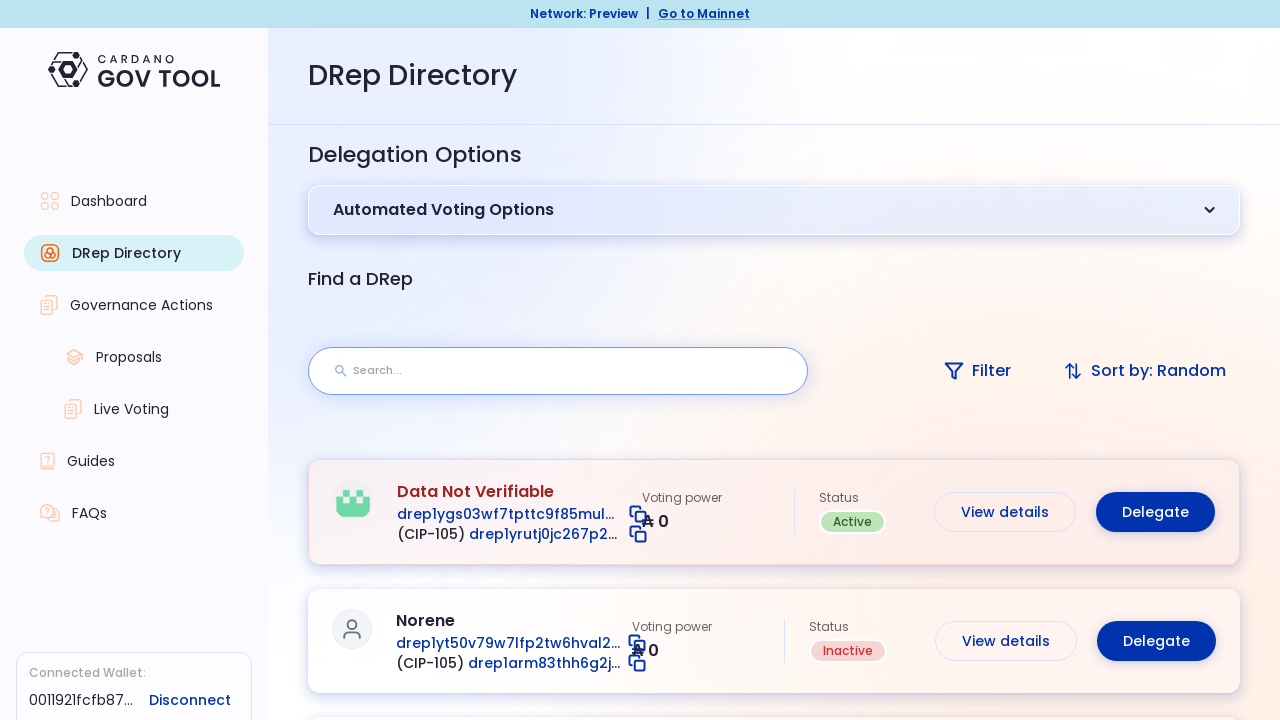 Network: Preview | Go to Mainnet
CARDANO
GOV TOOL
DRep Directory
Delegation Options
Automated Voting Options
Dashboard
DRep Directory
Governance Actions
Proposals
Live Voting
Guides
FAQs
Connected Wallet:
0011921fcfb87... Disconnect
Find a DRep
Search...
Filter
Sort by: Random
Data Not Verifiable
drep1ygs03wf7tpttc9f85mul...
(CIP-105) drep1yrutj0jc267p2...
Voting power
₳ 0
Status
Active
View details
Delegate
Norene
drep1yt50v79w7lfp2tw6hval2...
(CIP-105) drep1arm83thh6g2j...
Voting power
₳ 0
Status
Inactive
View details
Delegate